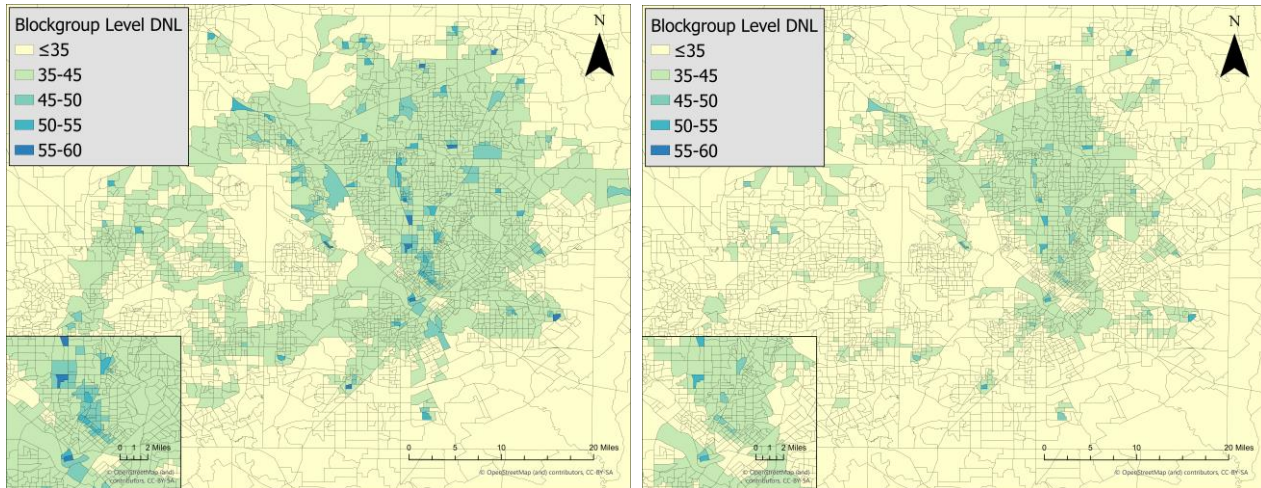 Blockgroup Level DNL
≤35
35-45
45-50
50-55
55-60
N
0 1 2 Miles
© OpenStreetMap (and)
contributors, CC-BY-SA
0 5 10 20 Miles
© OpenStreetMap (and) contributors, CC-BY-SA
Blockgroup Level DNL
≤35
35-45
45-50
50-55
55-60
N
0 1 2 Miles
© OpenStreetMap (and)
contributors, CC-BY-SA
0 5 10 20 Miles
© OpenStreetMap (and) contributors, CC-BY-SA